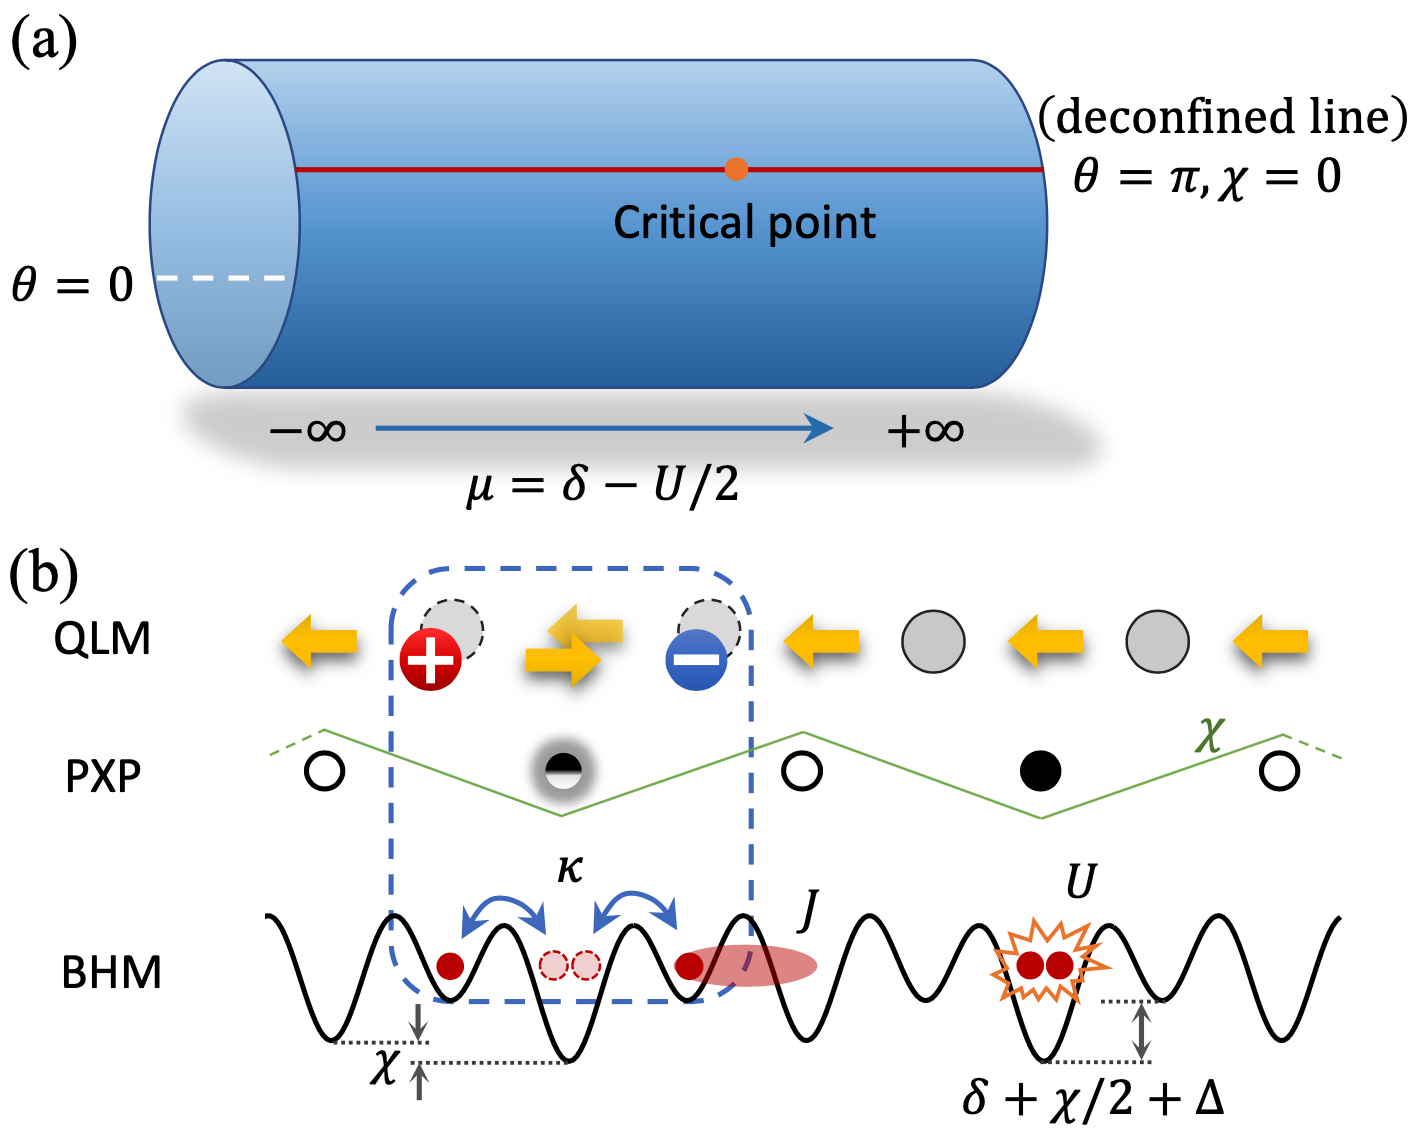 (a)
(deconfined line)
θ = π, χ = 0
Critical point
θ = 0
−∞
+∞
μ = δ − U/2
(b)
QLM
+
−
PXP
χ
κ
J
U
BHM
χ
δ + χ/2 + Δ